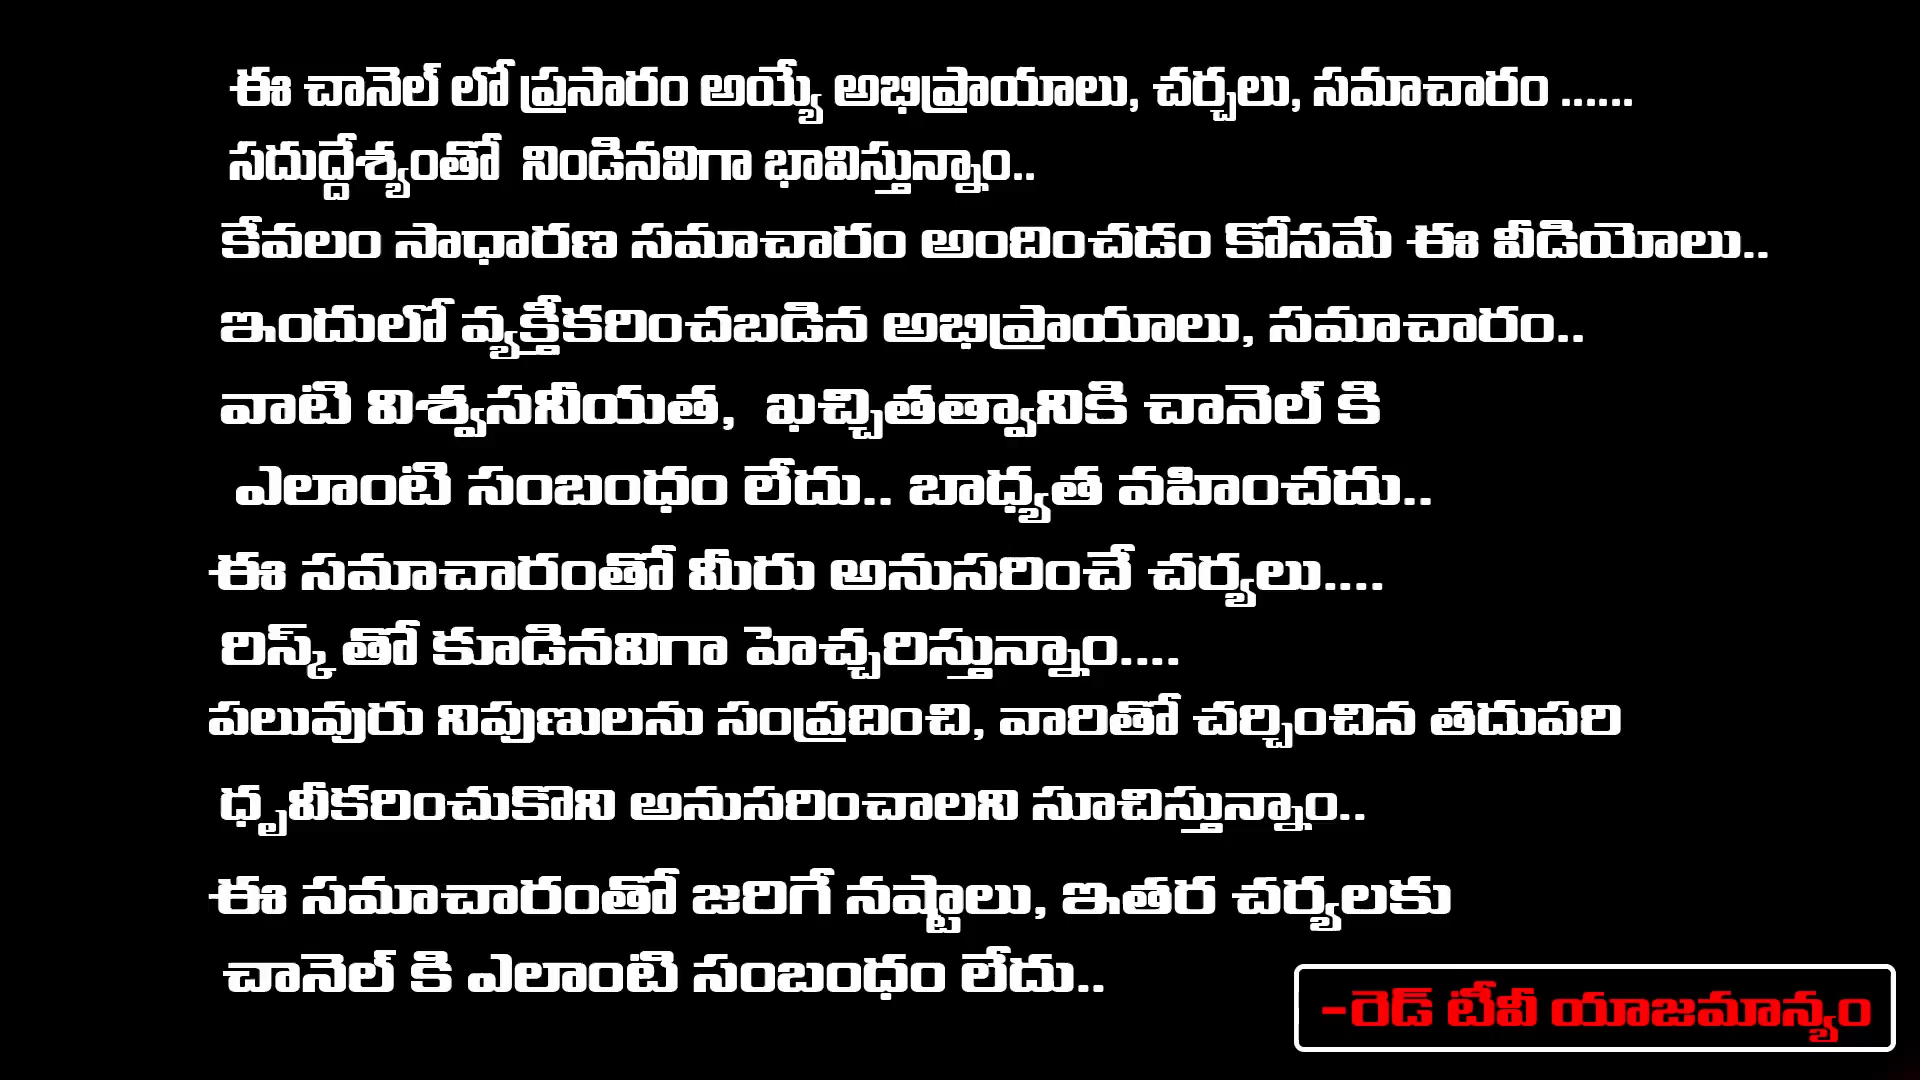 ఈ చానెల్ లో ప్రసారం అయ్యే అభిప్రాయాలు, చర్చలు, సమాచారం ......
సదుద్దేశ్యంతో నిండినవిగా భావిస్తున్నాం..
కేవలం సాధారణ సమాచారం అందించడం కోసమే ఈ వీడియోలు..
ఇందులో వ్యక్తీకరించబడిన అభిప్రాయాలు, సమాచారం..
వాటి విశ్వసనీయత, ఖచ్చితత్వానికి చానెల్ కి
ఎలాంటి సంబంధం లేదు.. బాధ్యత వహించదు..
ఈ సమాచారంతో మీరు అనుసరించే చర్యలు....
రిస్క్ తో కూడినవిగా హెచ్చరిస్తున్నాం....
పలువురు నిపుణులను సంప్రదించి, వారితో చర్చించిన తదుపరి
ధృవీకరించుకొని అనుసరించాలని సూచిస్తున్నాం..
ఈ సమాచారంతో జరిగే నష్టాలు, ఇతర చర్యలకు
చానెల్ కి ఎలాంటి సంబంధం లేదు..
-రెడ్ టీవీ యాజమాన్యం